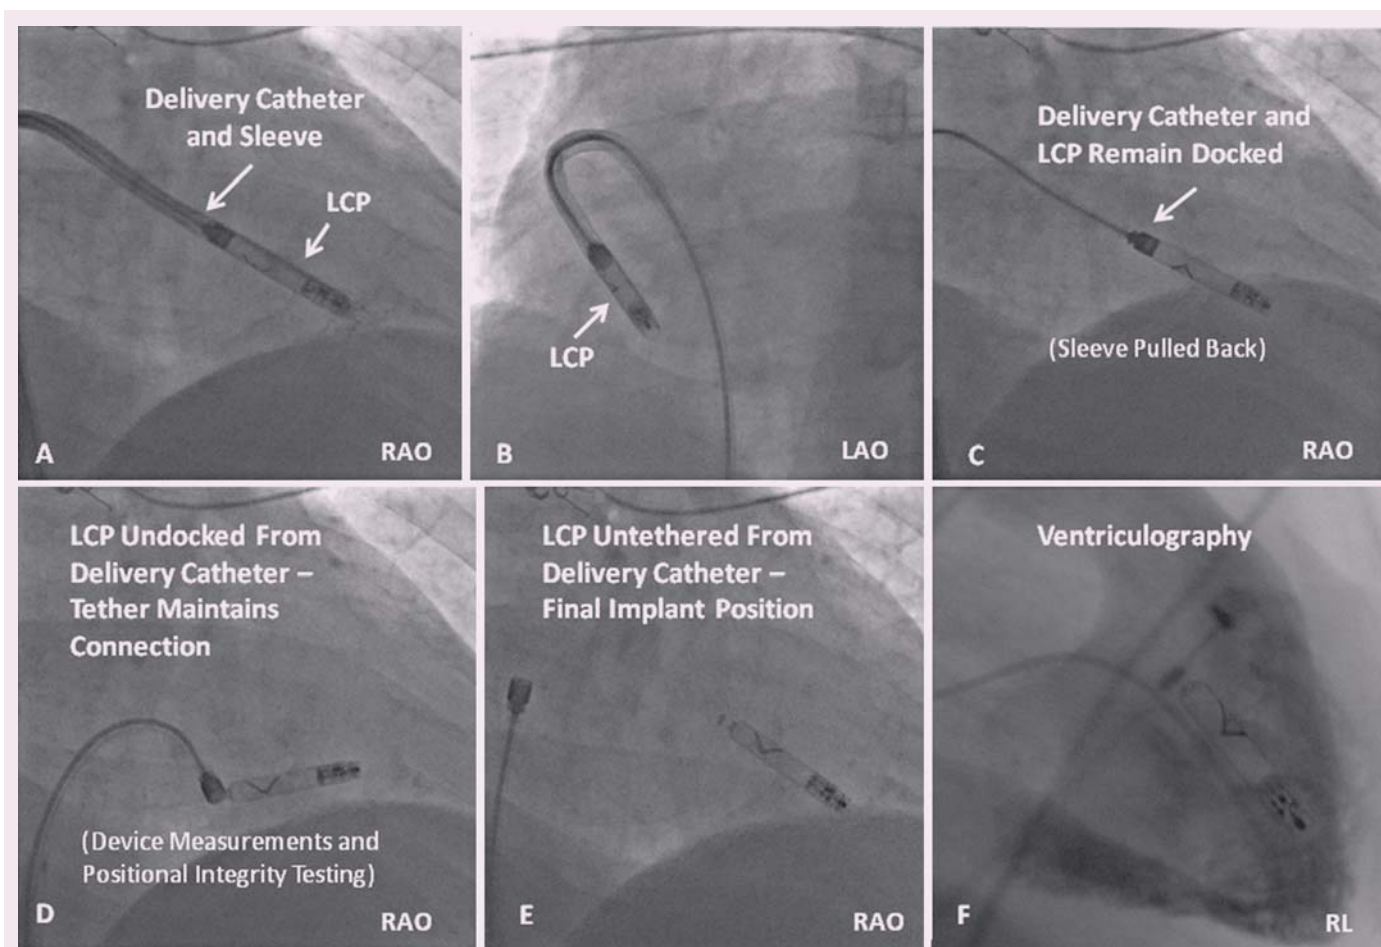 Delivery Catheter
and Sleeve
LCP
A
RAO
LCP
B
LAO
Delivery Catheter and
LCP Remain Docked
(Sleeve Pulled Back)
C
RAO
LCP Undocked From
Delivery Catheter –
Tether Maintains
Connection
(Device Measurements and
Positional Integrity Testing)
D
RAO
LCP Untethered From
Delivery Catheter –
Final Implant Position
E
RAO
Ventriculography
F
RL